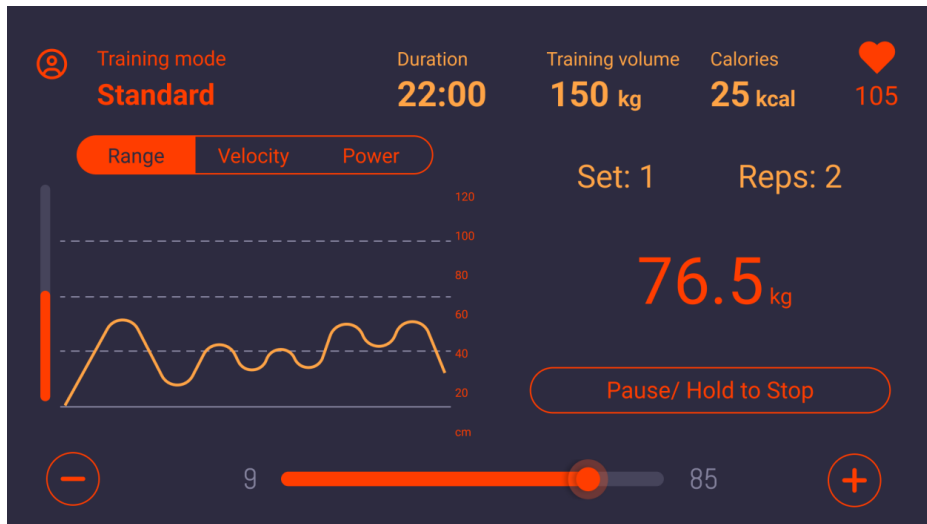 Training mode
Standard
Duration
22:00
Training volume
150 kg
Calories
25 kcal
105
Range
Velocity
Power
Set: 1
Reps: 2
120
100
80
60
40
20
cm
76.5 kg
Pause/ Hold to Stop
9
85